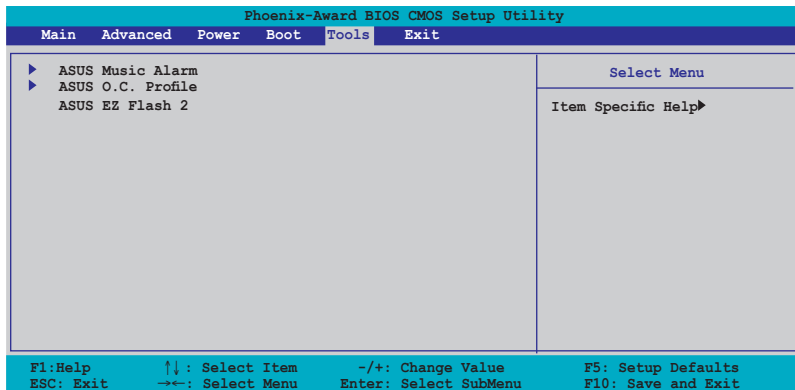 Phoenix-Award BIOS CMOS Setup Utility
Main Advanced Power Boot Tools Exit
ASUS Music Alarm
ASUS O.C. Profile
ASUS EZ Flash 2
Select Menu
Item Specific Help
F1:Help ↑↓: Select Item -/+: Change Value F5: Setup Defaults
ESC: Exit →←: Select Menu Enter: Select SubMenu F10: Save and Exit